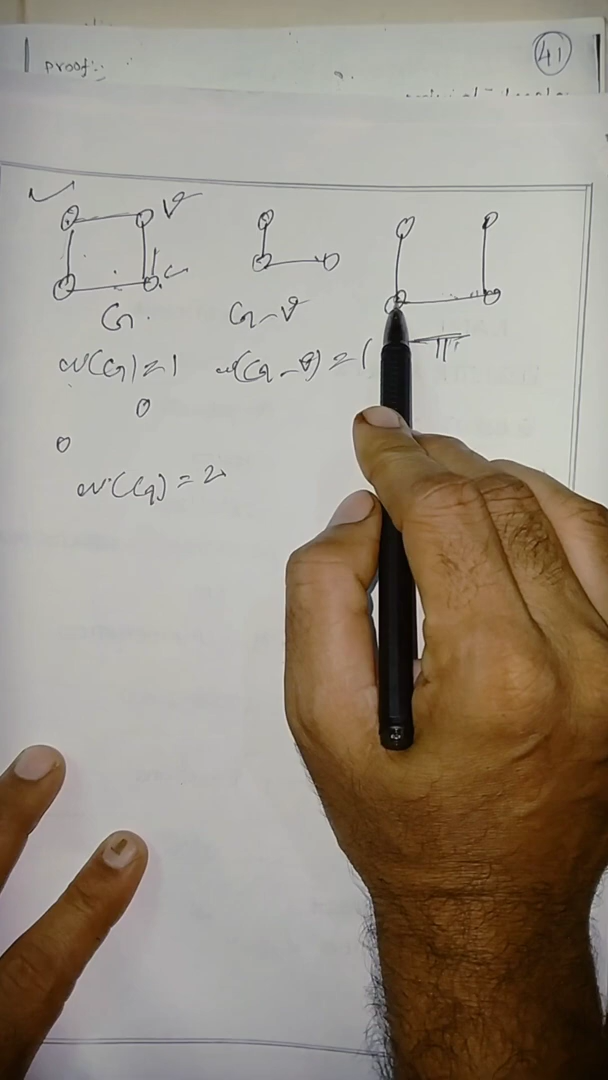 41
proof:
v
G G-v
ω(G)=1 ω(G-v)=1
ω(G)=2